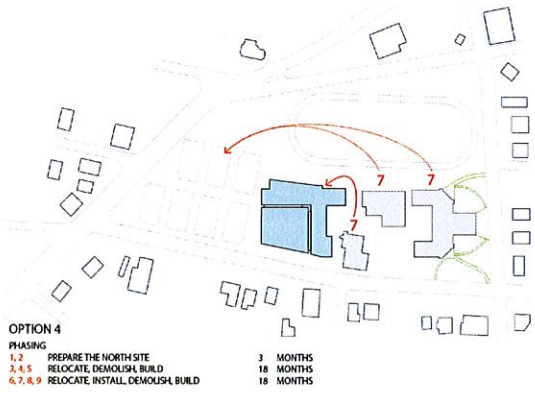 7 7
7
OPTION 4
PHASING
1, 2 PREPARE THE NORTH SITE 3 MONTHS
3, 4, 5 RELOCATE, DEMOLISH, BUILD 18 MONTHS
6, 7, 8, 9 RELOCATE, INSTALL, DEMOLISH, BUILD 18 MONTHS